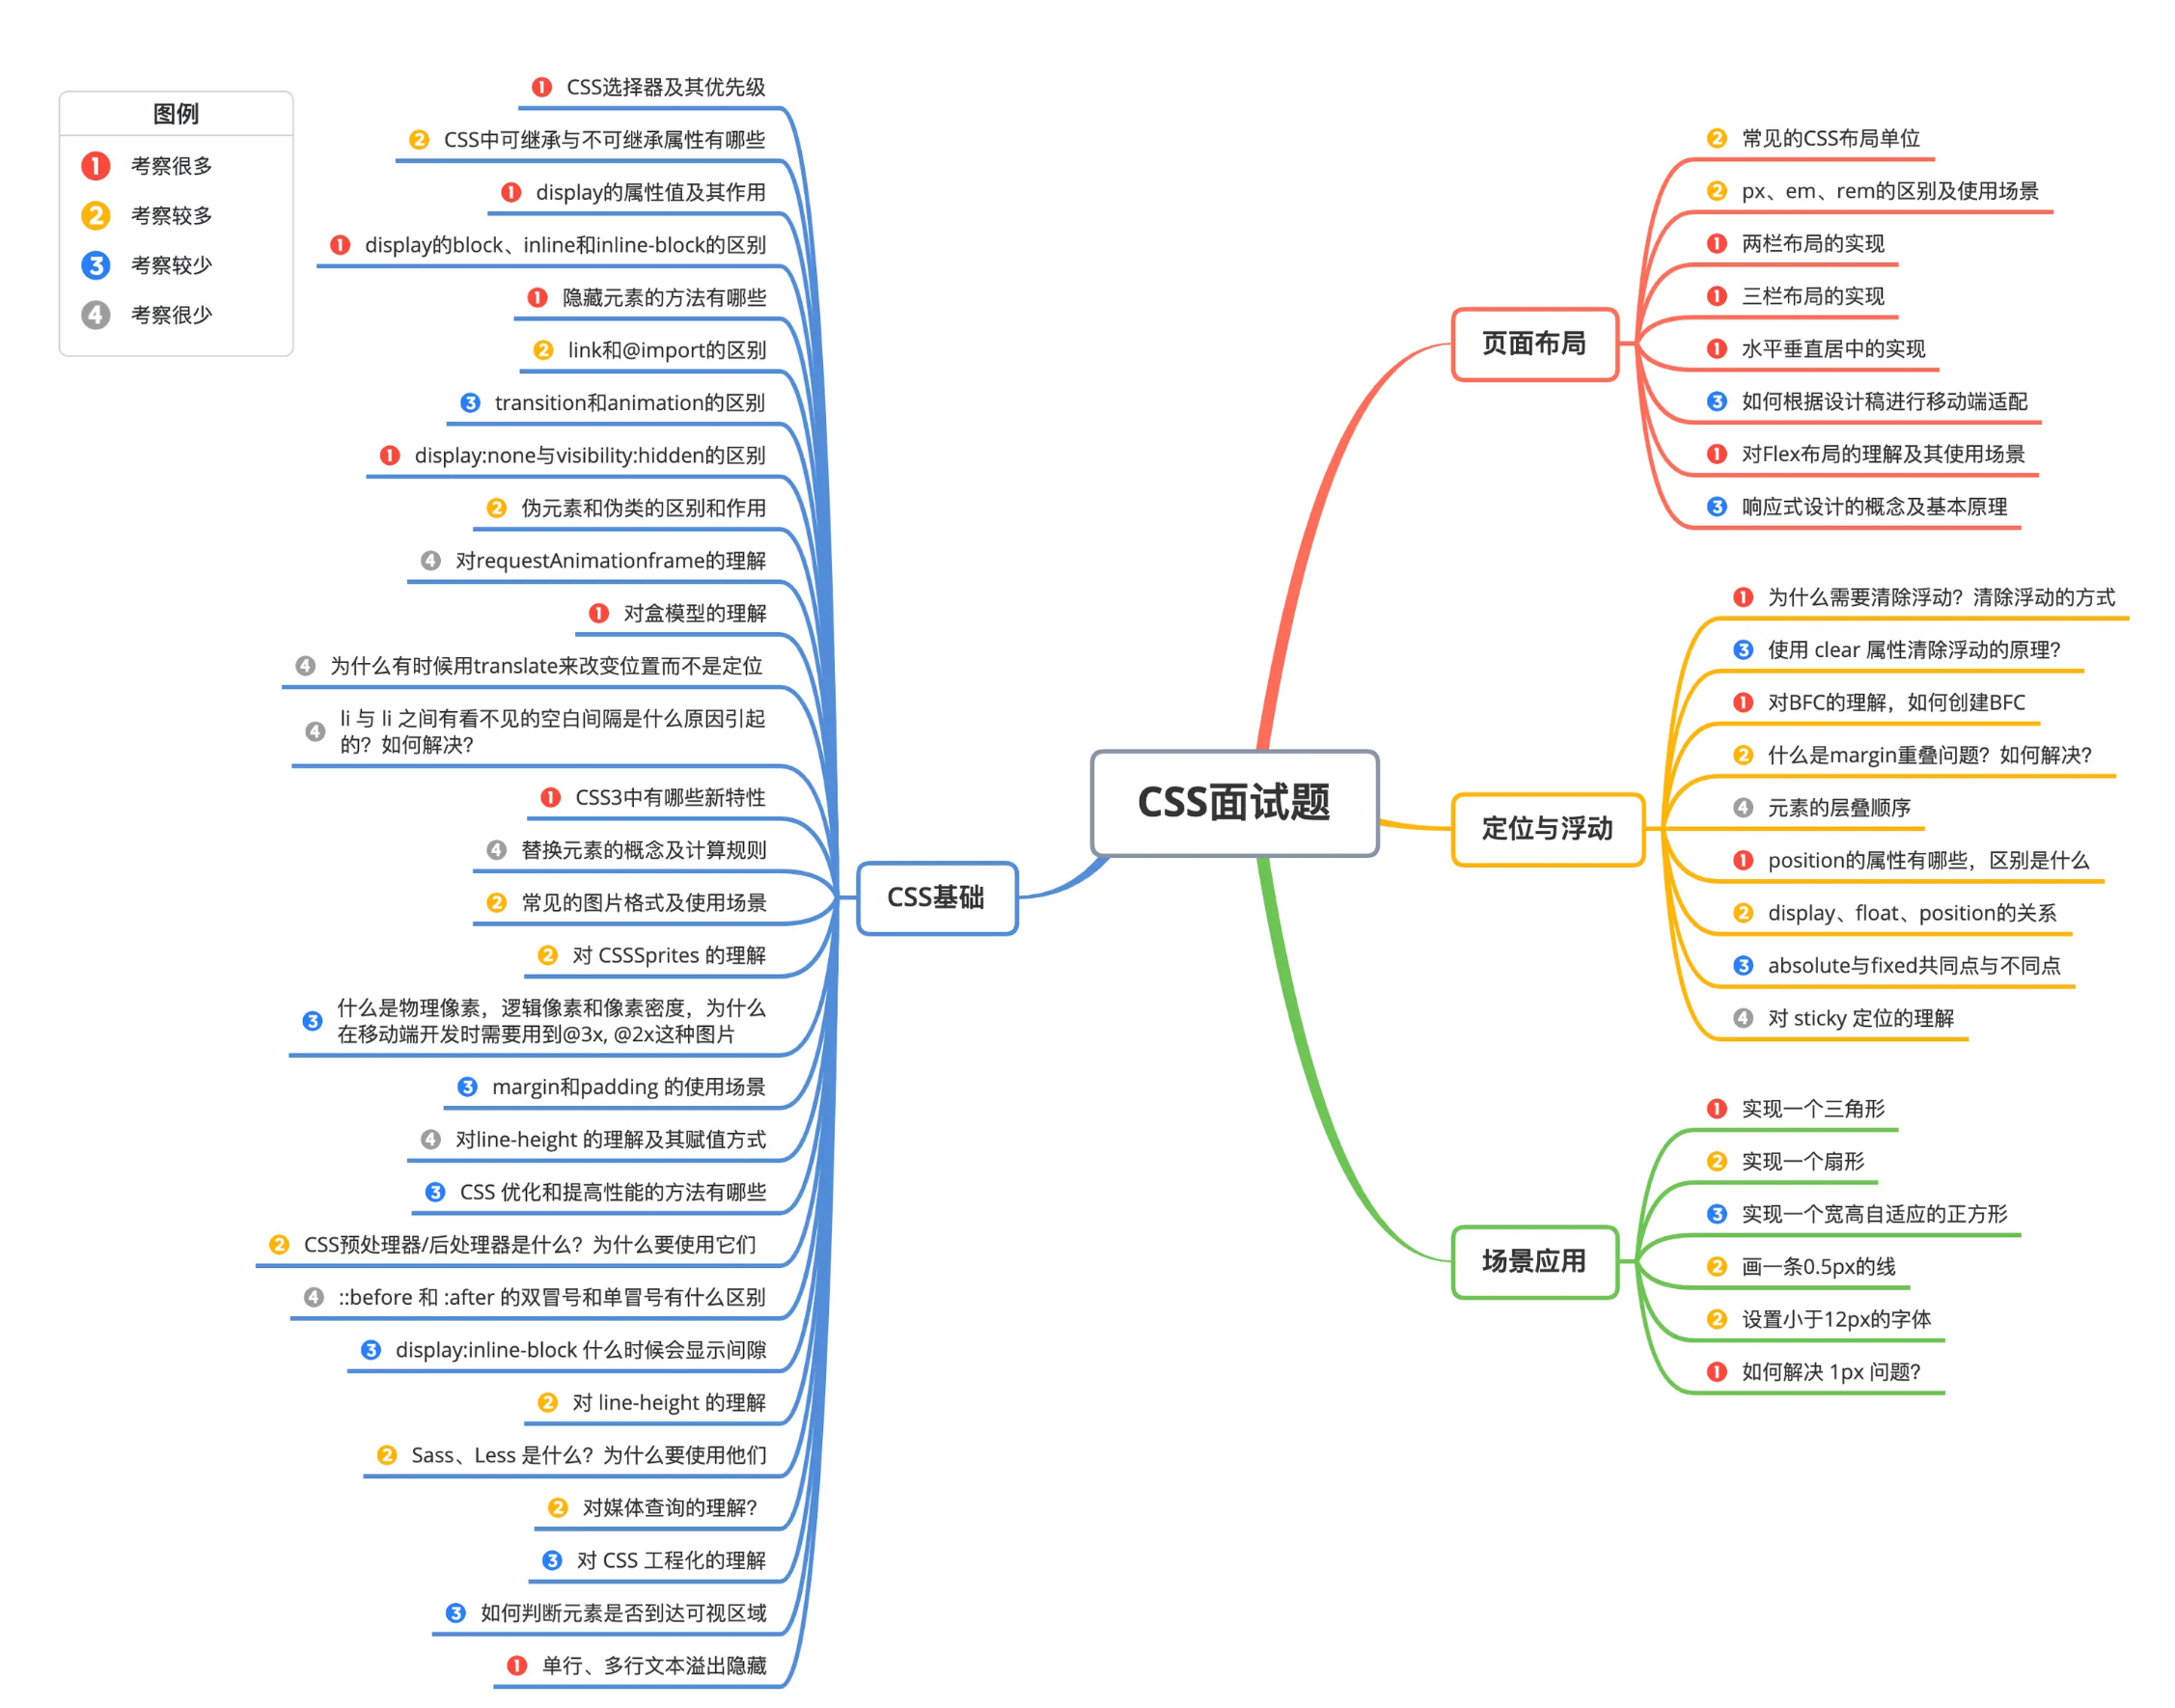 图例
1 考察很多
2 考察较多
3 考察较少
4 考察很少
1 CSS选择器及其优先级
2 CSS中可继承与不可继承属性有哪些
1 display的属性值及其作用
1 display的block、inline和inline-block的区别
1 隐藏元素的方法有哪些
2 link和@import的区别
3 transition和animation的区别
1 display:none与visibility:hidden的区别
2 伪元素和伪类的区别和作用
4 对requestAnimationframe的理解
1 对盒模型的理解
4 为什么有时候用translate来改变位置而不是定位
4 li 与 li 之间有看不见的空白间隔是什么原因引起
的？如何解决？
1 CSS3中有哪些新特性
4 替换元素的概念及计算规则
2 常见的图片格式及使用场景
2 对 CSSSprites 的理解
3 什么是物理像素，逻辑像素和像素密度，为什么
在移动端开发时需要用到@3x, @2x这种图片
3 margin和padding 的使用场景
4 对line-height 的理解及其赋值方式
3 CSS 优化和提高性能的方法有哪些
2 CSS预处理器/后处理器是什么？为什么要使用它们
4 ::before 和 :after 的双冒号和单冒号有什么区别
3 display:inline-block 什么时候会显示间隙
2 对 line-height 的理解
2 Sass、Less 是什么？为什么要使用他们
2 对媒体查询的理解？
3 对 CSS 工程化的理解
3 如何判断元素是否到达可视区域
1 单行、多行文本溢出隐藏
CSS基础
CSS面试题
页面布局
2 常见的CSS布局单位
2 px、em、rem的区别及使用场景
1 两栏布局的实现
1 三栏布局的实现
1 水平垂直居中的实现
3 如何根据设计稿进行移动端适配
1 对Flex布局的理解及其使用场景
3 响应式设计的概念及基本原理
定位与浮动
1 为什么需要清除浮动？清除浮动的方式
3 使用 clear 属性清除浮动的原理？
1 对BFC的理解，如何创建BFC
2 什么是margin重叠问题？如何解决？
4 元素的层叠顺序
1 position的属性有哪些，区别是什么
2 display、float、position的关系
3 absolute与fixed共同点与不同点
4 对 sticky 定位的理解
场景应用
1 实现一个三角形
2 实现一个扇形
3 实现一个宽高自适应的正方形
2 画一条0.5px的线
2 设置小于12px的字体
1 如何解决 1px 问题？